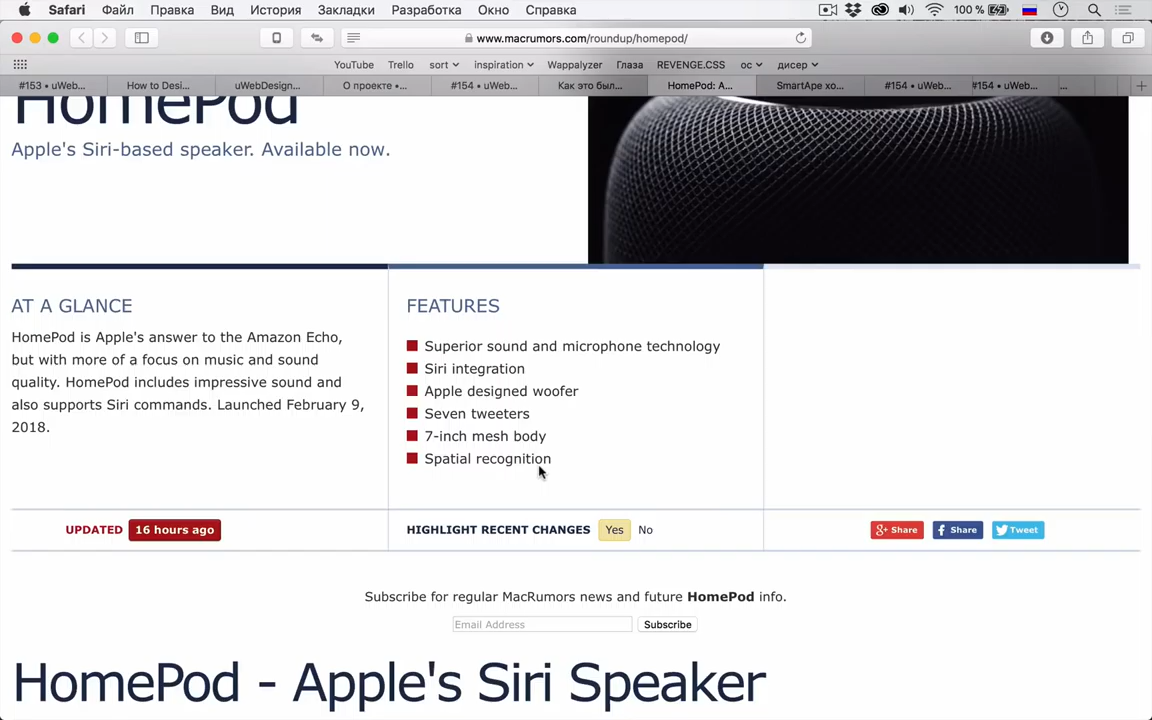 Safari Файл Правка Вид История Закладки Разработка Окно Справка 100 %
www.macrumors.com/roundup/homepod/
YouTube Trello sort inspiration Wappalyzer Глаза REVENGE.CSS ос дисер
#153 • uWeb... How to Desi... uWebDesign... О проекте •... #154 • uWeb... Как это был... HomePod: A... SmartApe хо... #154 • uWeb... #154 • uWeb... ...
HomePod
Apple's Siri-based speaker. Available now.
AT A GLANCE
HomePod is Apple's answer to the Amazon Echo,
but with more of a focus on music and sound
quality. HomePod includes impressive sound and
also supports Siri commands. Launched February 9,
2018.
FEATURES
Superior sound and microphone technology
Siri integration
Apple designed woofer
Seven tweeters
7-inch mesh body
Spatial recognition
UPDATED 16 hours ago
HIGHLIGHT RECENT CHANGES Yes No
Share Share Tweet
Subscribe for regular MacRumors news and future HomePod info.
Email Address Subscribe
HomePod - Apple's Siri Speaker